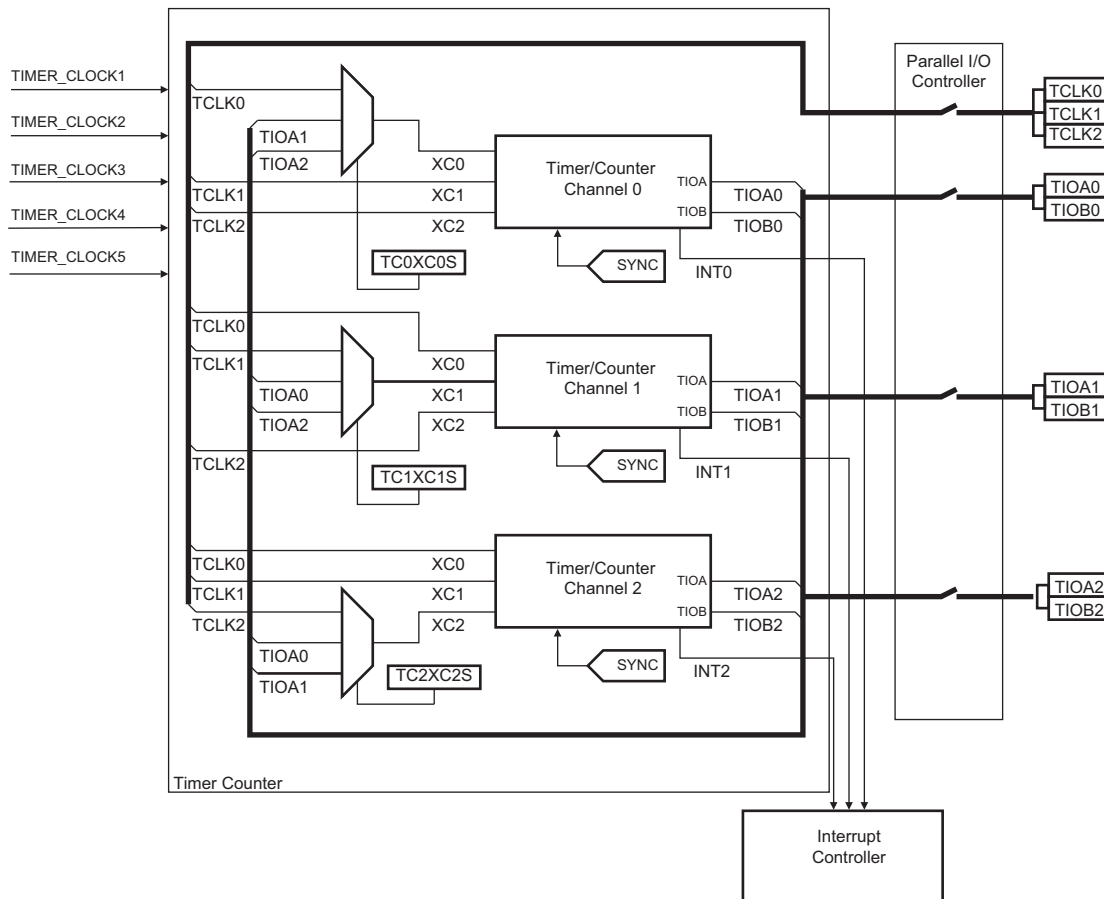 Parallel I/O
Controller
TIMER_CLOCK1
TIMER_CLOCK2
TIMER_CLOCK3
TIMER_CLOCK4
TIMER_CLOCK5
TCLK0
TIOA1
TIOA2
TCLK1
TCLK2
XC0
XC1
XC2
Timer/Counter
Channel 0
TIOA
TIOB
TIOA0
TIOB0
TC0XC0S
SYNC
INT0
TCLK0
TCLK1
TIOA0
TIOA2
TCLK2
XC0
XC1
XC2
Timer/Counter
Channel 1
TIOA
TIOB
TIOA1
TIOB1
TC1XC1S
SYNC
INT1
TCLK0
TCLK1
TCLK2
TIOA0
TIOA1
XC0
XC1
XC2
Timer/Counter
Channel 2
TIOA
TIOB
TIOA2
TIOB2
TC2XC2S
SYNC
INT2
TCLK0
TCLK1
TCLK2
TIOA0
TIOB0
TIOA1
TIOB1
TIOA2
TIOB2
Timer Counter
Interrupt
Controller